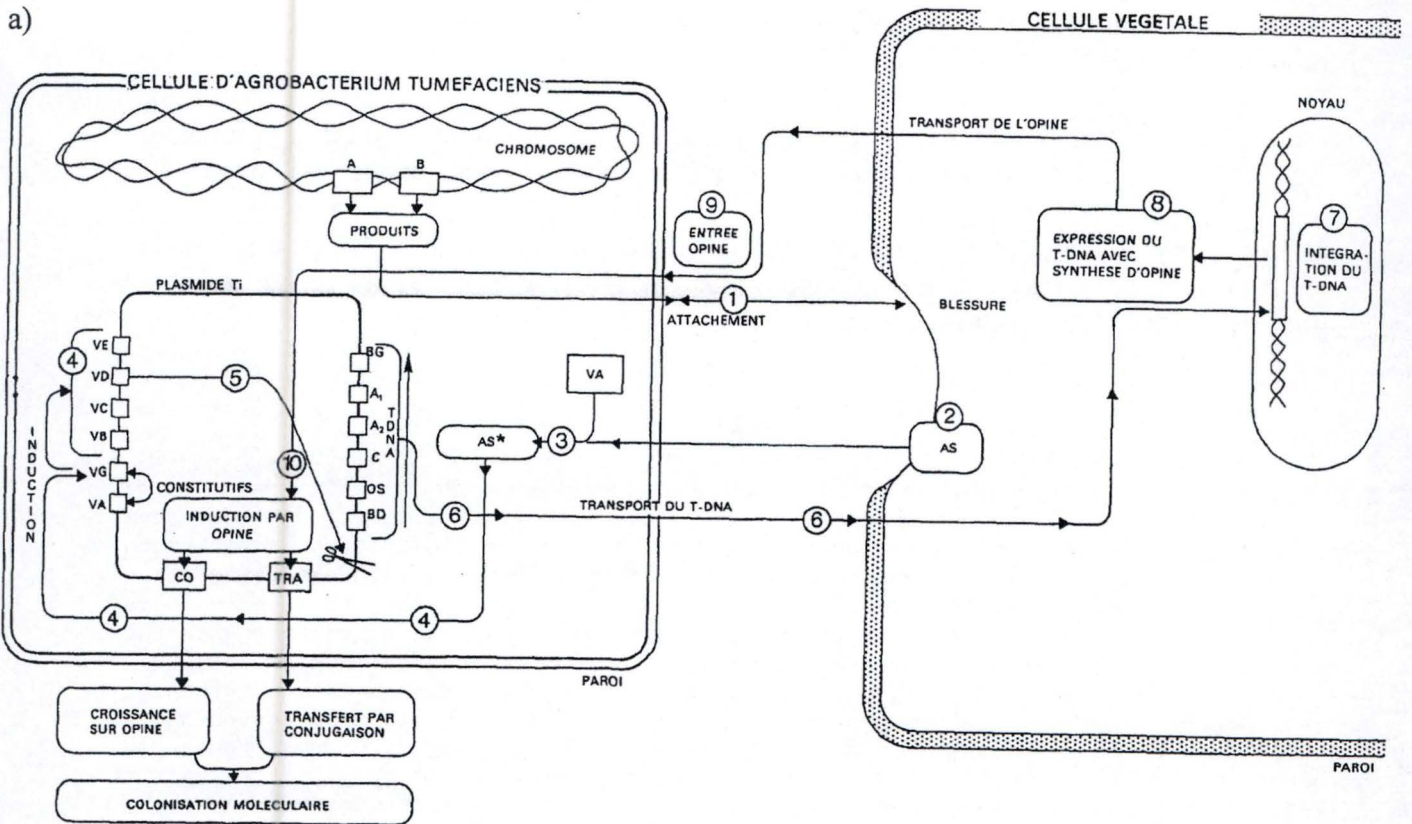 a)
CELLULE D'AGROBACTERIUM TUMEFACIENS
CHROMOSOME
A
B
PRODUITS
PLASMIDE Ti
VE
VD
VC
VB
VG
VA
4
5
INDUCTION
CONSTITUTIFS
10
INDUCTION PAR
OPINE
CO
TRA
BG
A1
A2
C
OS
BD
TDNA
VA
AS*
3
6
4
4
PAROI
CROISSANCE
SUR OPINE
TRANSFERT PAR
CONJUGAISON
COLONISATION MOLECULAIRE
9
ENTREE
OPINE
1
ATTACHEMENT
TRANSPORT DU T-DNA
6
CELLULE VEGETALE
TRANSPORT DE L'OPINE
BLESSURE
2
AS
8
EXPRESSION DU
T-DNA AVEC
SYNTHESE D'OPINE
NOYAU
7
INTEGRA-
TION DU
T-DNA
PAROI